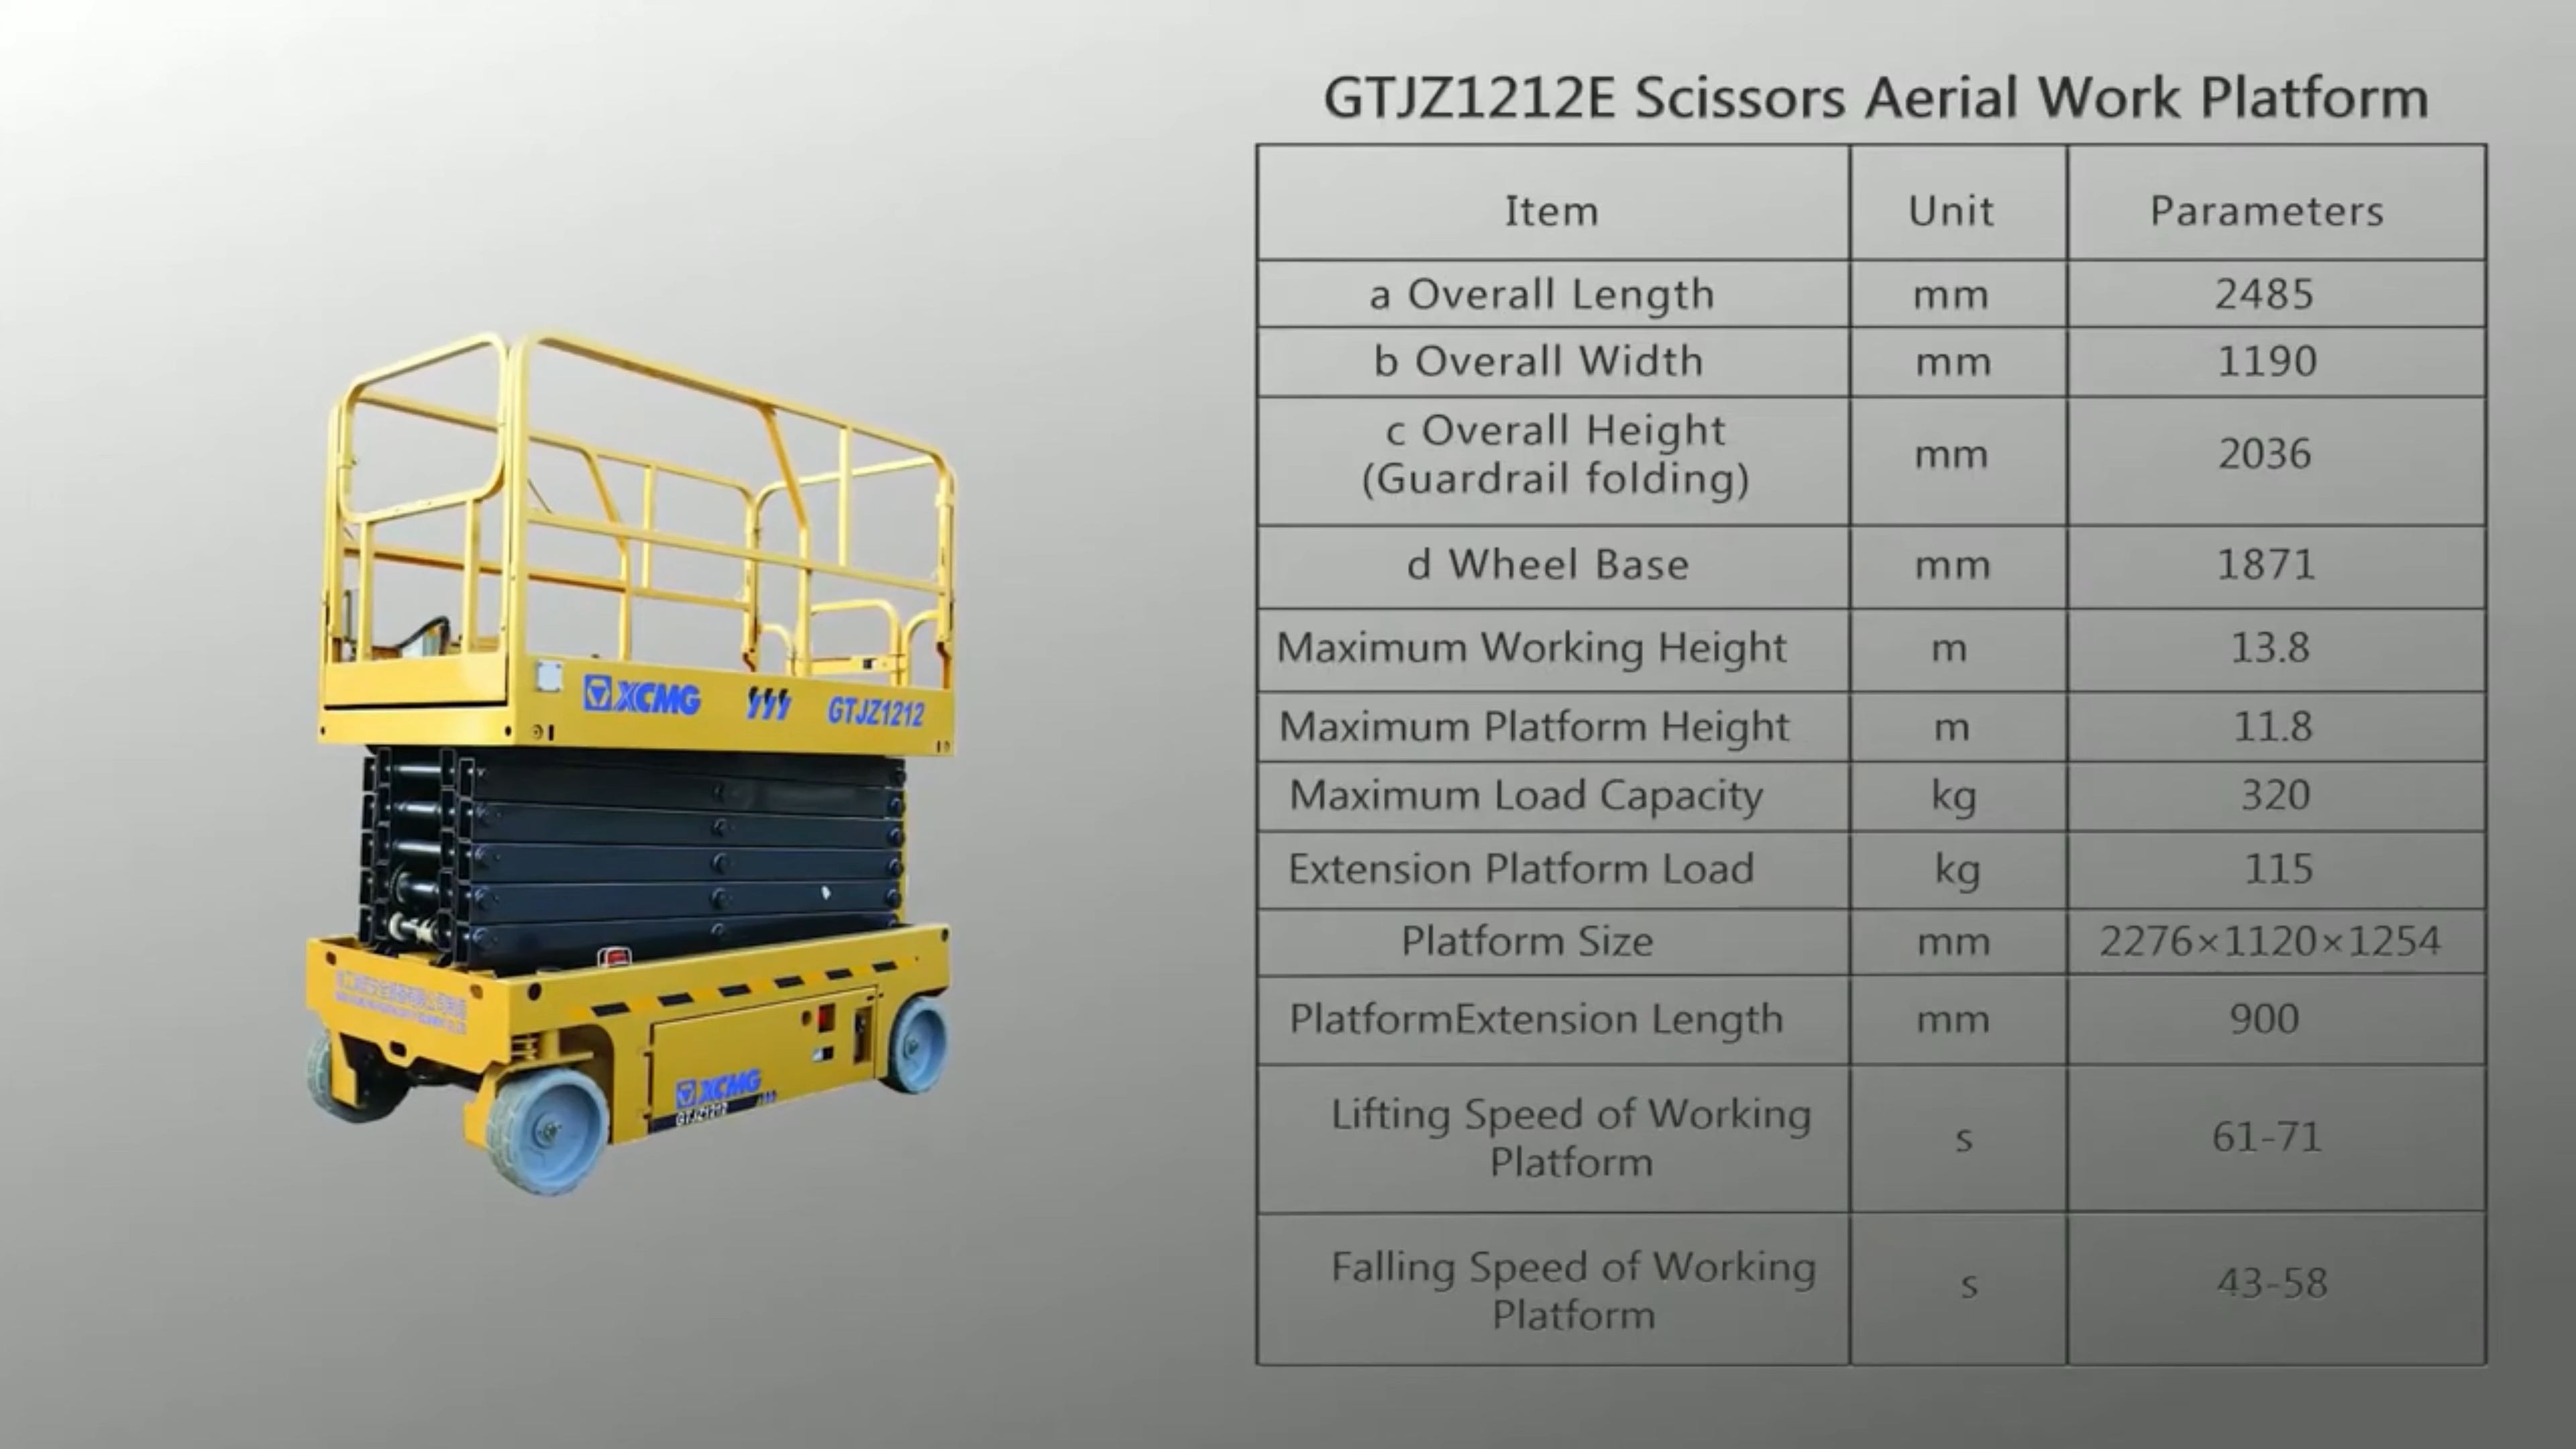 GTJZ1212E Scissors Aerial Work Platform
Item Unit Parameters
a Overall Length mm 2485
b Overall Width mm 1190
c Overall Height
(Guardrail folding) mm 2036
d Wheel Base mm 1871
Maximum Working Height m 13.8
Maximum Platform Height m 11.8
Maximum Load Capacity kg 320
Extension Platform Load kg 115
Platform Size mm 2276×1120×1254
PlatformExtension Length mm 900
Lifting Speed of Working
Platform s 61-71
Falling Speed of Working
Platform s 43-58
XCMG GTJZ1212
XCMG
GTJZ1212